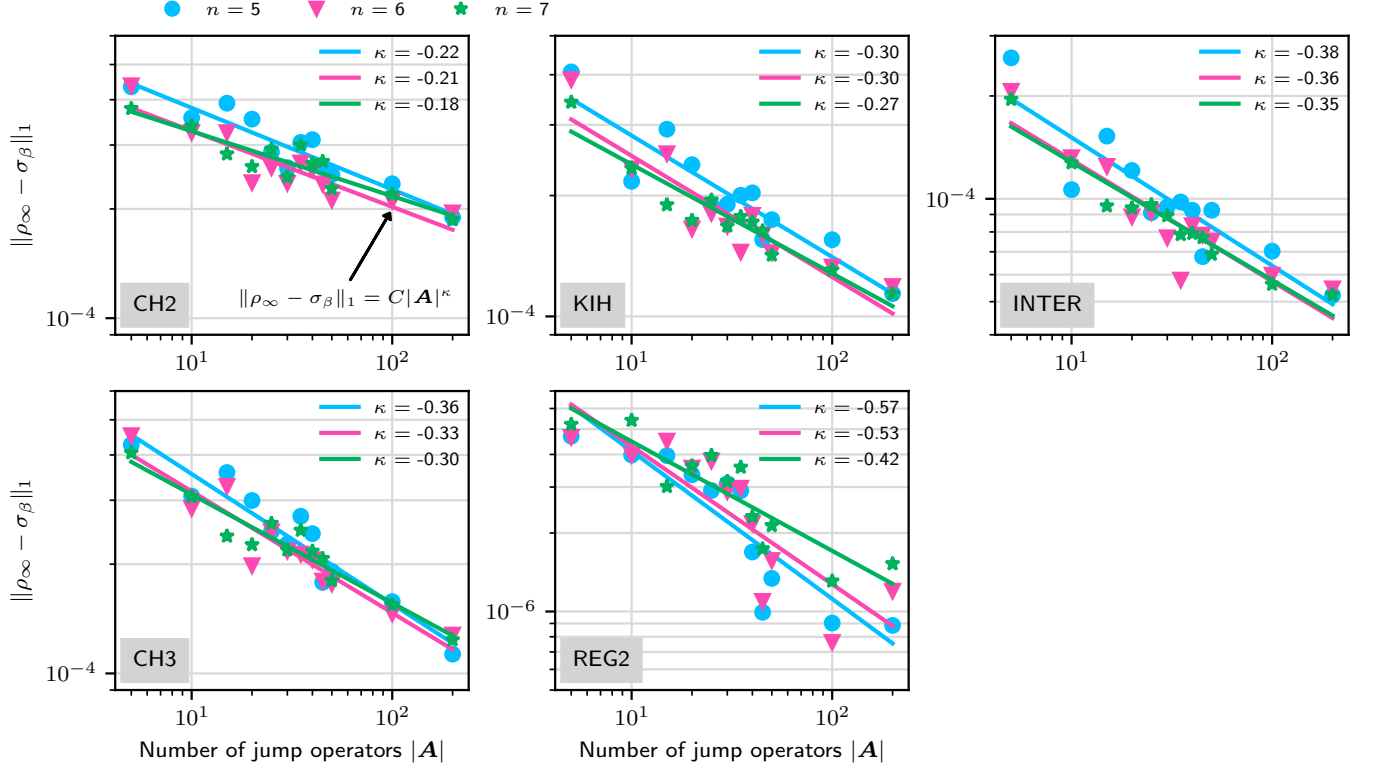 n = 5 n = 6 n = 7
κ = -0.22
κ = -0.21
κ = -0.18
‖ρ∞ − σβ‖1
‖ρ∞ − σβ‖1 = C|A|^κ
CH2
10^−4
10^1 10^2
κ = -0.30
κ = -0.30
κ = -0.27
KIH
10^−4
10^1 10^2
κ = -0.38
κ = -0.36
κ = -0.35
10^−4
INTER
10^1 10^2
κ = -0.36
κ = -0.33
κ = -0.30
‖ρ∞ − σβ‖1
CH3
10^−4
10^1 10^2
Number of jump operators |A|
κ = -0.57
κ = -0.53
κ = -0.42
10^−6
REG2
10^1 10^2
Number of jump operators |A|